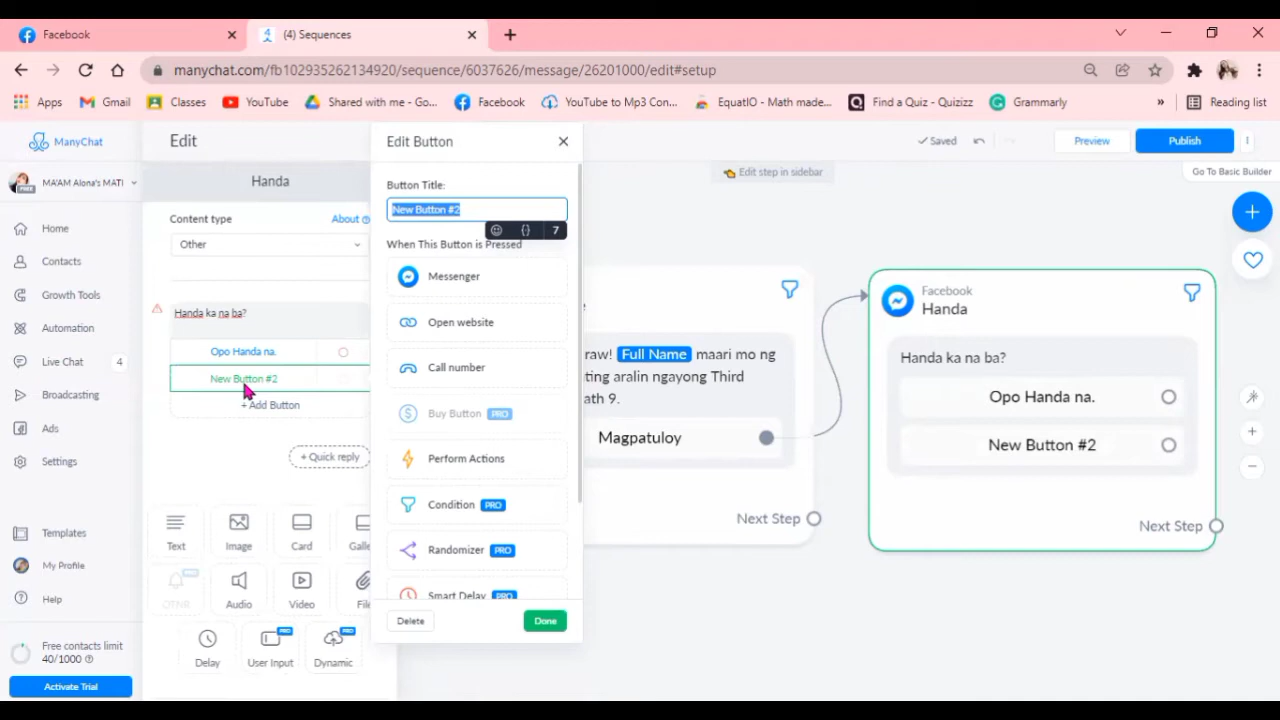 Facebook
(4) Sequences
manychat.com/fb102935262134920/sequence/6037626/message/26201000/edit#setup
Apps
Gmail
Classes
YouTube
Shared with me - Go...
Facebook
YouTube to Mp3 Con...
EquatIO - Math made...
Find a Quiz - Quizizz
Grammarly
»
Reading list
ManyChat
MA'AM Alona's MATI
FREE
Home
Contacts
Growth Tools
Automation
Live Chat
4
Broadcasting
Ads
Settings
Templates
My Profile
Help
Free contacts limit
40/1000
Activate Trial
Edit
Handa
Content type
About
Other
Handa ka na ba?
Opo Handa na.
New Button #2
+ Add Button
+ Quick reply
Text
Image
Card
Galle
OTNR
PRO
Audio
Video
File
Delay
User Input
PRO
Dynamic
PRO
Edit Button
Button Title:
New Button #2
{}
7
When This Button is Pressed
Messenger
Open website
Call number
Buy Button PRO
Perform Actions
Condition PRO
Randomizer PRO
Smart Delay PRO
Delete
Done
Saved
Preview
Publish
Edit step in sidebar
Go To Basic Builder
e
raw! Full Name maari mo ng
ting aralin ngayong Third
ath 9.
Magpatuloy
Next Step
Facebook
Handa
Handa ka na ba?
Opo Handa na.
New Button #2
Next Step